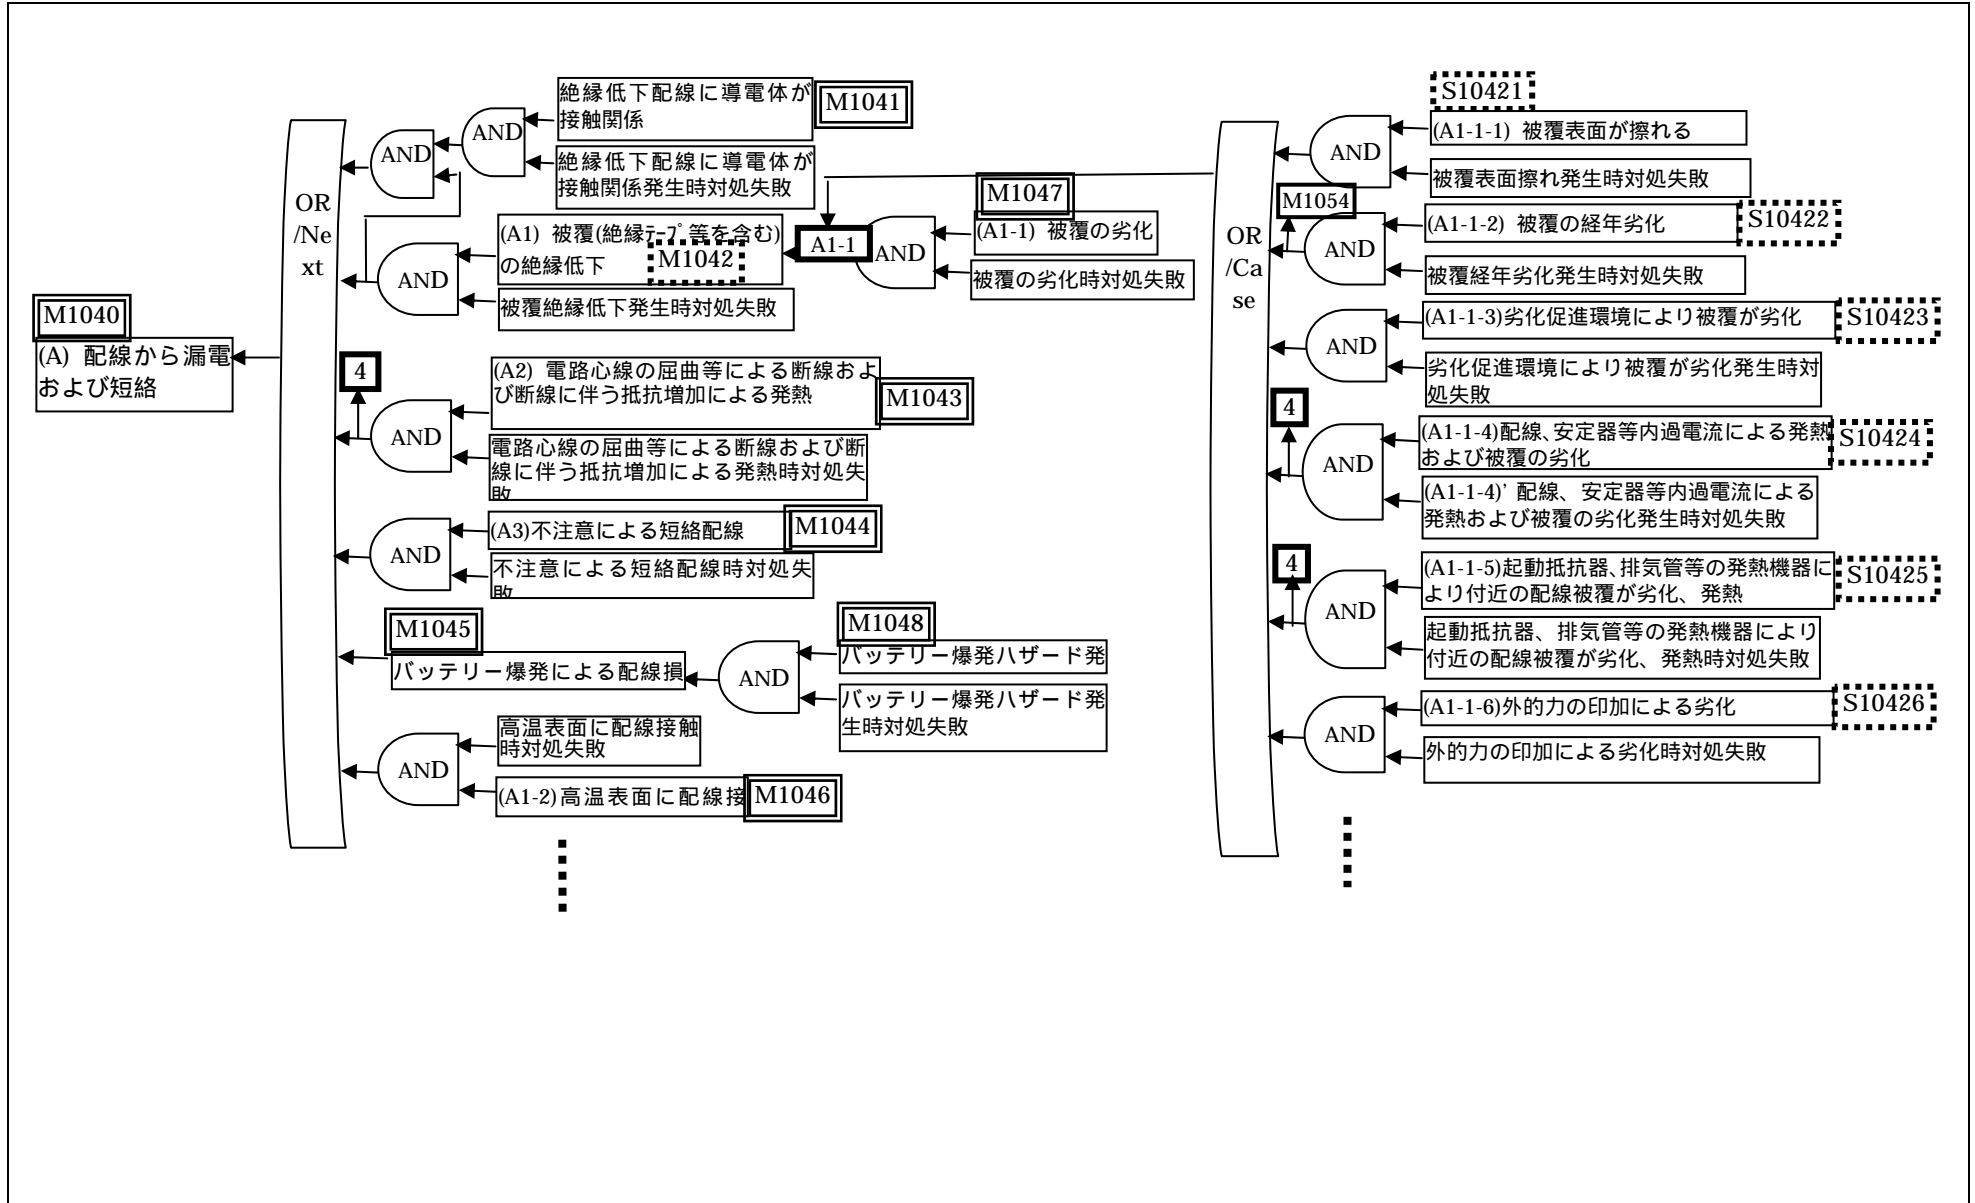 M1040
(A) 配線から漏電
および短絡
OR
/Ne
xt
AND
AND
絶縁低下配線に導電体が
接触関係
M1041
絶縁低下配線に導電体が
接触関係発生時対処失敗
AND
(A1) 被覆(絶縁ﾃｰﾌﾟ等を含む)
の絶縁低下
M1042
被覆絶縁低下発生時対処失敗
A1-1
AND
M1047
(A1-1) 被覆の劣化
被覆の劣化時対処失敗
4
AND
(A2) 電路心線の屈曲等による断線およ
び断線に伴う抵抗増加による発熱
M1043
電路心線の屈曲等による断線および断
線に伴う抵抗増加による発熱時対処失
敗
AND
(A3)不注意による短絡配線
M1044
不注意による短絡配線時対処失
敗
M1045
バッテリー爆発による配線損
AND
M1048
バッテリー爆発ハザード発
バッテリー爆発ハザード発
生時対処失敗
AND
高温表面に配線接触
時対処失敗
(A1-2)高温表面に配線接
M1046
OR
/Ca
se
S10421
AND
(A1-1-1) 被覆表面が擦れる
被覆表面擦れ発生時対処失敗
M1054
AND
(A1-1-2) 被覆の経年劣化
S10422
被覆経年劣化発生時対処失敗
AND
(A1-1-3)劣化促進環境により被覆が劣化
S10423
劣化促進環境により被覆が劣化発生時対
処失敗
4
AND
(A1-1-4)配線、安定器等内過電流による発熱
および被覆の劣化
S10424
(A1-1-4)' 配線、安定器等内過電流による
発熱および被覆の劣化発生時対処失敗
4
AND
(A1-1-5)起動抵抗器、排気管等の発熱機器に
より付近の配線被覆が劣化、発熱
S10425
起動抵抗器、排気管等の発熱機器により
付近の配線被覆が劣化、発熱時対処失敗
AND
(A1-1-6)外的力の印加による劣化
S10426
外的力の印加による劣化時対処失敗